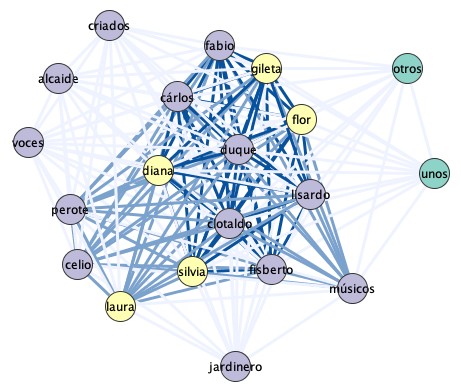 criados
fabio
gileta
otros
alcaide
cárlos
flor
voces
duque
diana
unos
lisardo
perote
clotaldo
celio
silvia
fisberto
músicos
laura
jardinero